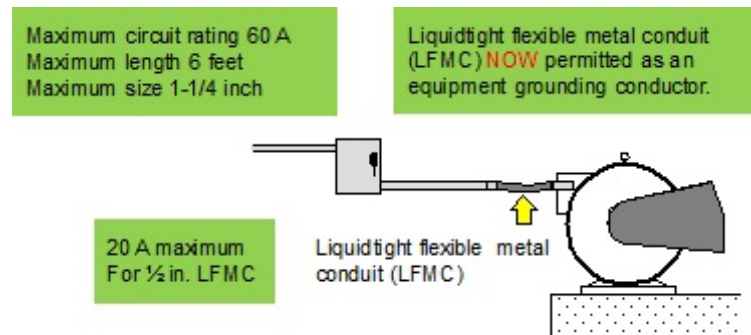 Maximum circuit rating 60 A
Maximum length 6 feet
Maximum size 1-1/4 inch
Liquidtight flexible metal conduit
(LFMC) NOW permitted as an
equipment grounding conductor.
20 A maximum
For ½ in. LFMC
Liquidtight flexible metal
conduit (LFMC)